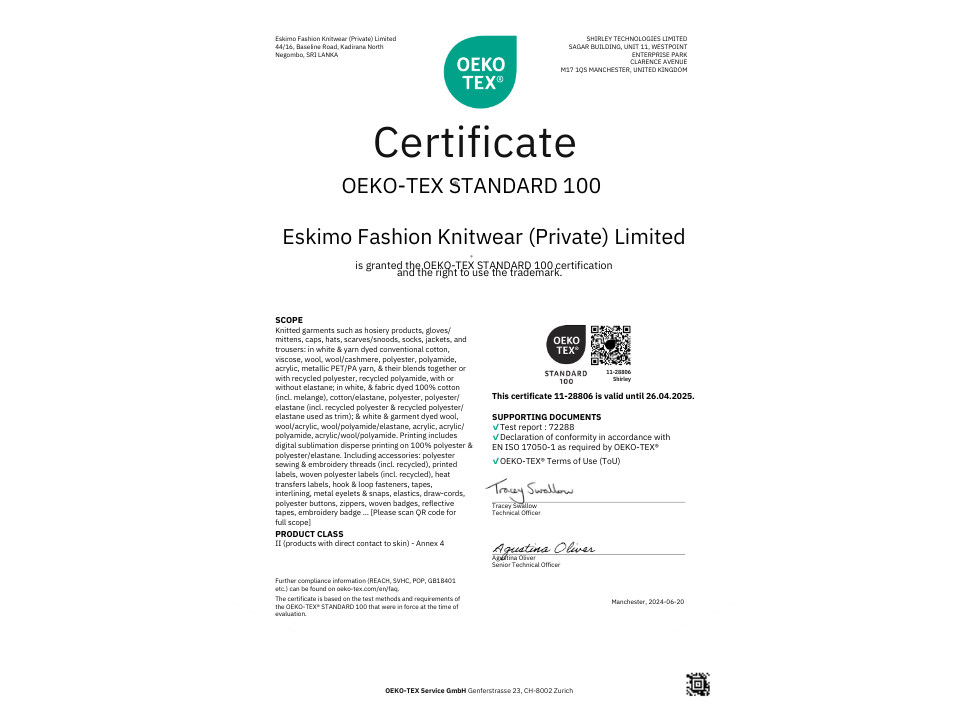 Eskimo Fashion Knitwear (Private) Limited
44/16, Baseline Road, Kadirana North
Negombo, SRI LANKA
OEKO
TEX®
SHIRLEY TECHNOLOGIES LIMITED
SAGAR BUILDING, UNIT 11, WESTPOINT
ENTERPRISE PARK
CLARENCE AVENUE
M17 1QS MANCHESTER, UNITED KINGDOM
Certificate
OEKO-TEX STANDARD 100
Eskimo Fashion Knitwear (Private) Limited
is granted the OEKO-TEX STANDARD 100 certification
and the right to use the trademark.
SCOPE
Knitted garments such as hosiery products, gloves/
mittens, caps, hats, scarves/snoods, socks, jackets, and
trousers: in white & yarn dyed conventional cotton,
viscose, wool, wool/cashmere, polyester, polyamide,
acrylic, metallic PET/PA yarn, & their blends together or
with recycled polyester, recycled polyamide, with or
without elastane; in white, & fabric dyed 100% cotton
(incl. melange), cotton/elastane, polyester, polyester/
elastane (incl. recycled polyester & recycled polyester/
elastane used as trim); & white & garment dyed wool,
wool/acrylic, wool/polyamide/elastane, acrylic, acrylic/
polyamide, acrylic/wool/polyamide. Printing includes
digital sublimation disperse printing on 100% polyester &
polyester/elastane. Including accessories: polyester
sewing & embroidery threads (incl. recycled), printed
labels, woven polyester labels (incl. recycled), heat
transfers labels, hook & loop fasteners, tapes,
interlining, metal eyelets & snaps, elastics, draw-cords,
polyester buttons, zippers, woven badges, reflective
tapes, embroidery badge ... [Please scan QR code for
full scope]
PRODUCT CLASS
II (products with direct contact to skin) - Annex 4
Further compliance information (REACH, SVHC, POP, GB18401
etc.) can be found on oeko-tex.com/en/faq.
The certificate is based on the test methods and requirements of
the OEKO-TEX® STANDARD 100 that were in force at the time of
evaluation.
OEKO
TEX®
STANDARD
100
11-28806
Shirley
This certificate 11-28806 is valid until 26.04.2025.
SUPPORTING DOCUMENTS
✓Test report : 72288
✓Declaration of conformity in accordance with
EN ISO 17050-1 as required by OEKO-TEX®
✓OEKO-TEX® Terms of Use (ToU)
Tracey Swallow
Tracey Swallow
Technical Officer
Agustina Oliver
Agustina Oliver
Senior Technical Officer
Manchester, 2024-06-20
OEKO-TEX Service GmbH Genferstrasse 23, CH-8002 Zurich